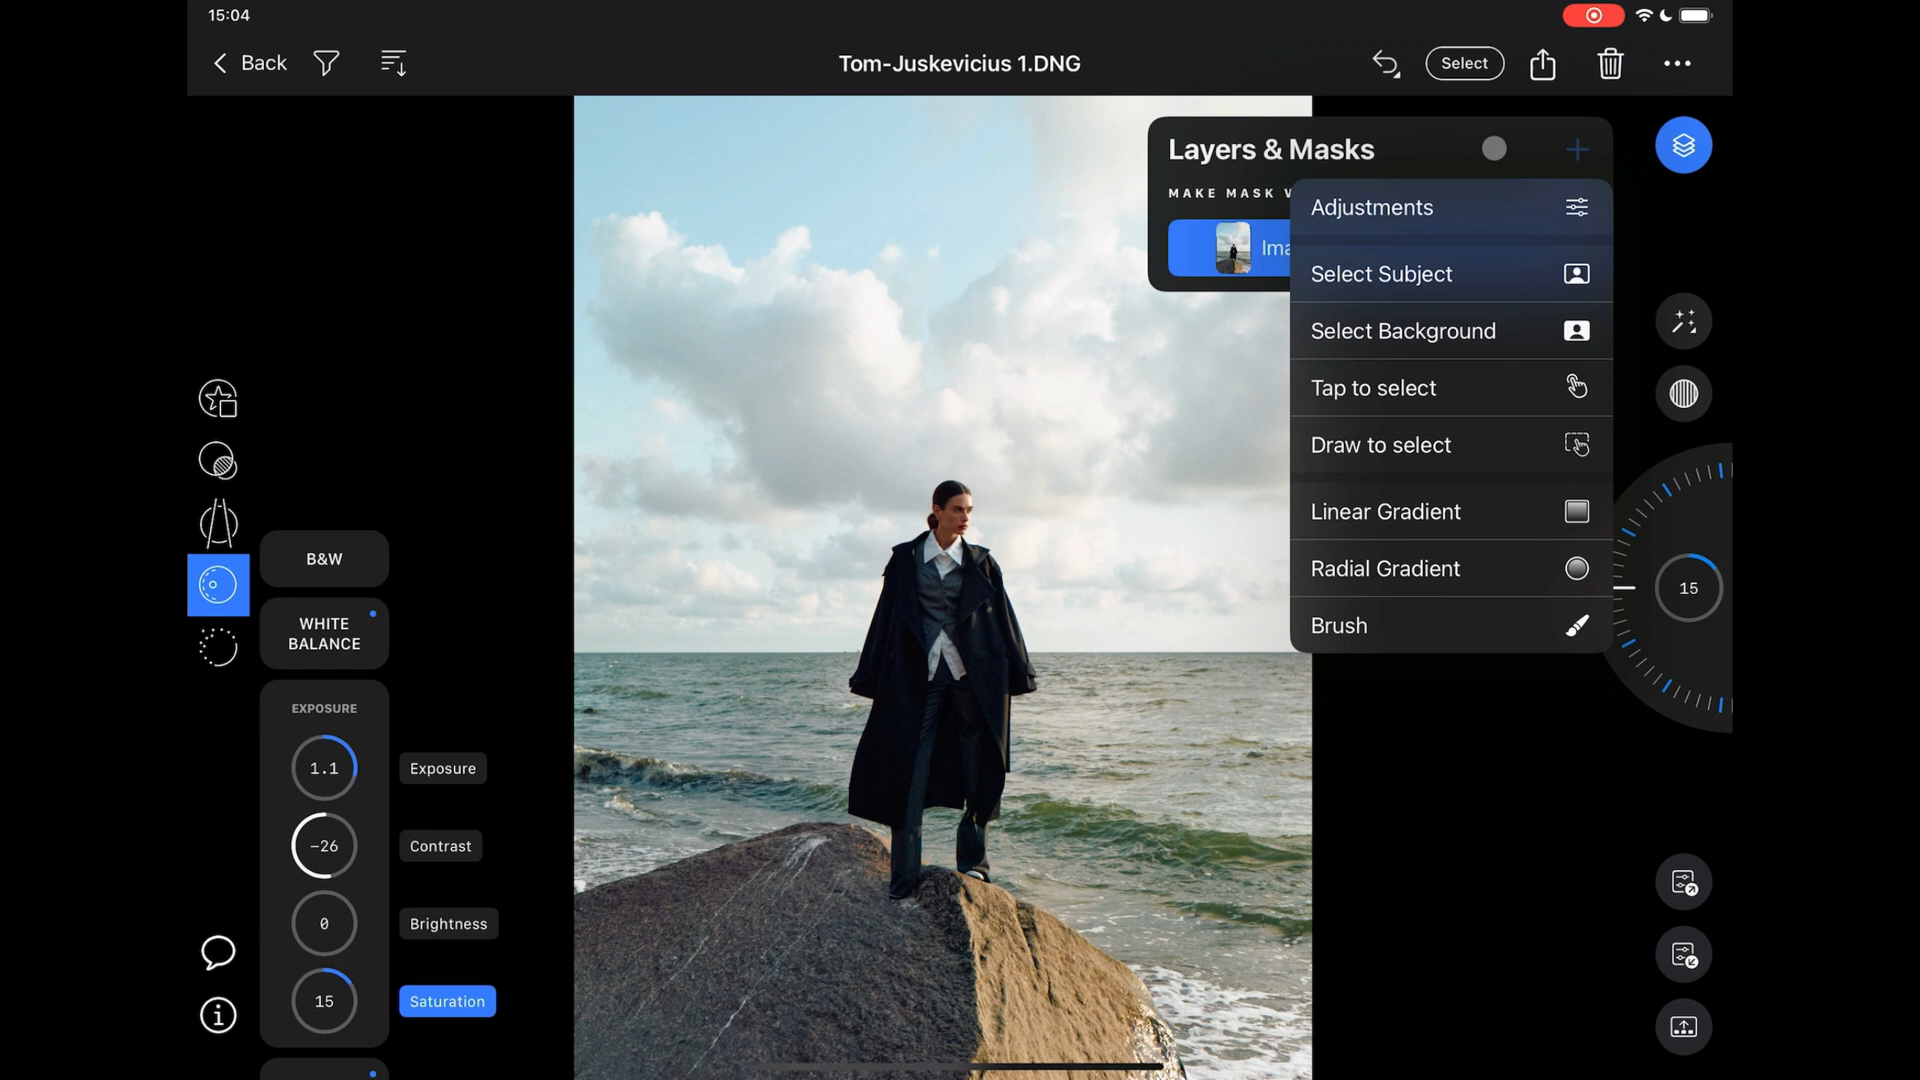 15:04
Back
Tom-Juskevicius 1.DNG
Select
Layers & Masks
MAKE MASK
Adjustments
Select Subject
Select Background
Tap to select
Draw to select
Linear Gradient
Radial Gradient
Brush
15
B&W
WHITE
BALANCE
EXPOSURE
1.1
Exposure
-26
Contrast
0
Brightness
15
Saturation